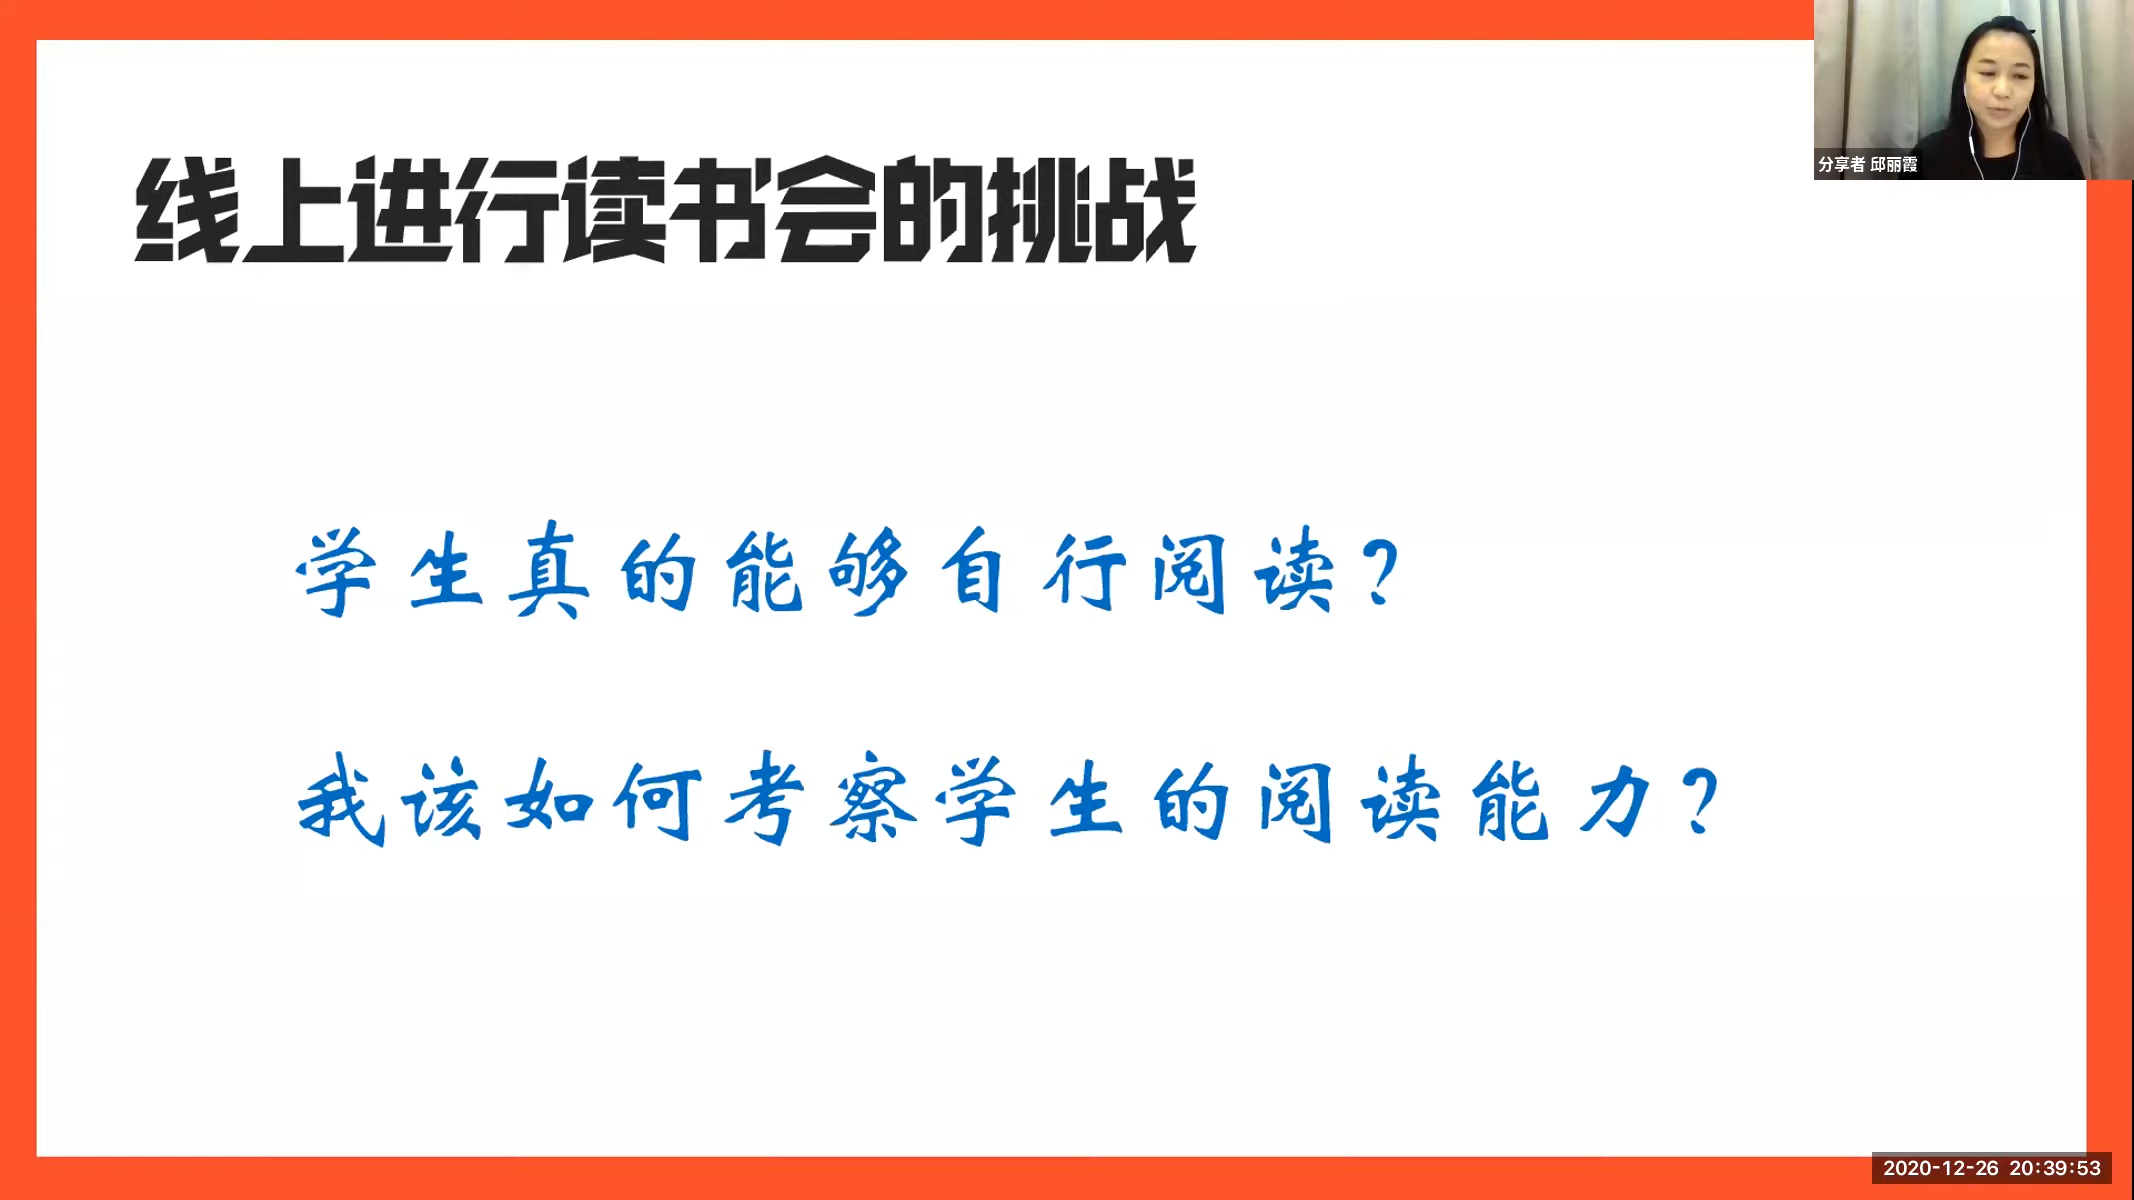 线上进行读书会的挑战
分享者 邱丽霞
学生真的能够自行阅读?
我该如何考察学生的阅读能力?
2020-12-26 20:39:53